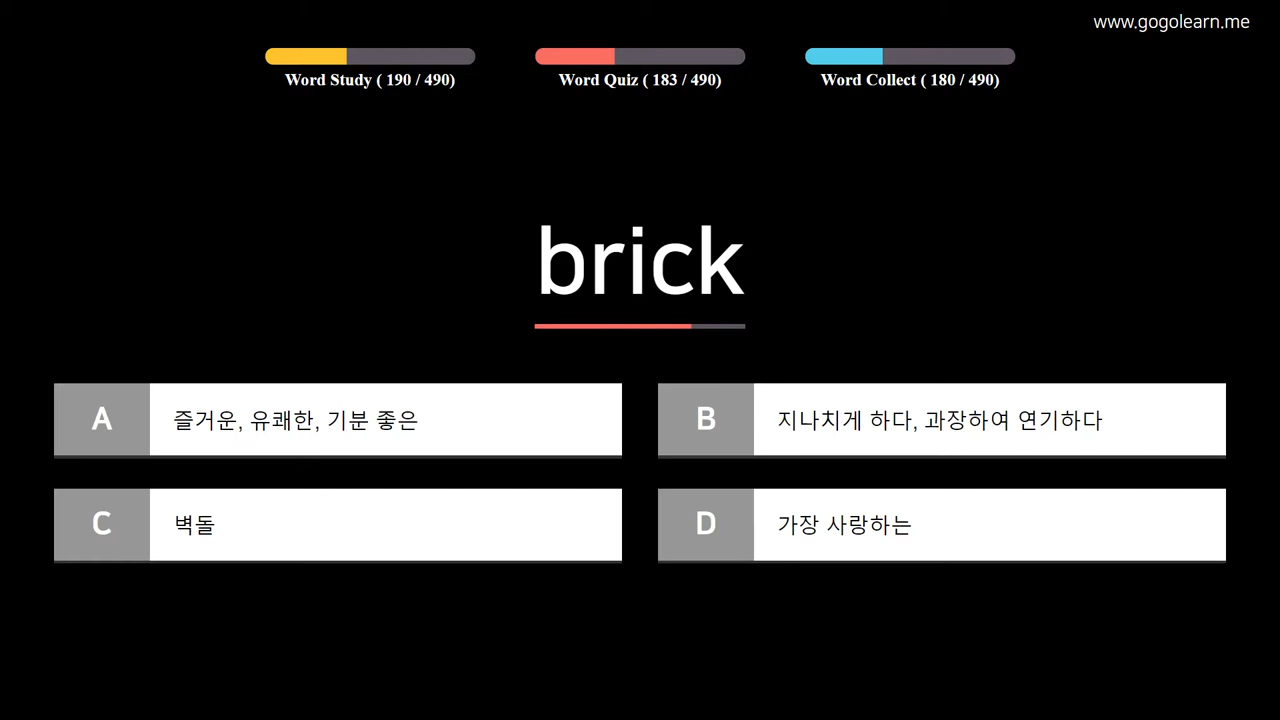 www.gogolearn.me
Word Study ( 190 / 490)
Word Quiz ( 183 / 490)
Word Collect ( 180 / 490)
brick
A
즐거운, 유쾌한, 기분 좋은
B
지나치게 하다, 과장하여 연기하다
C
벽돌
D
가장 사랑하는